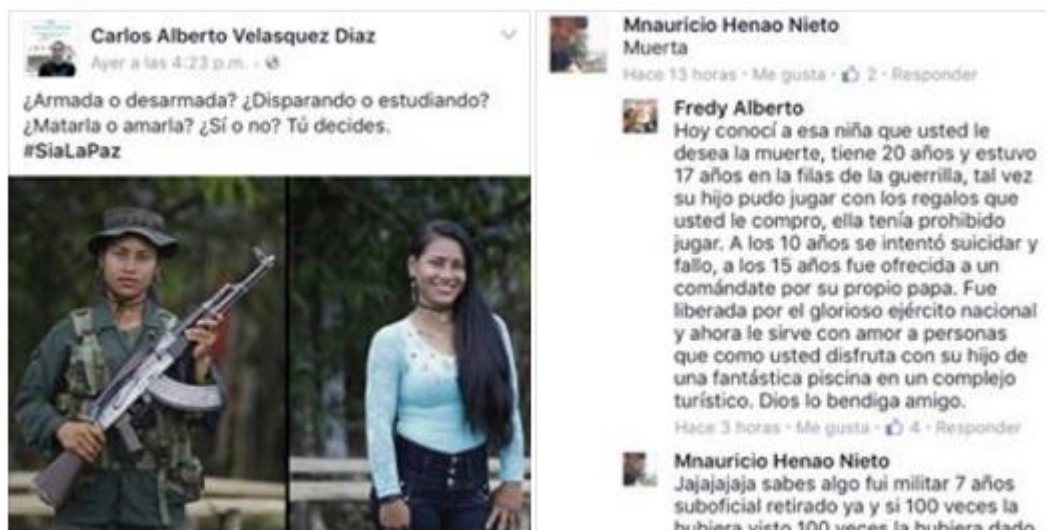 Carlos Alberto Velasquez Diaz
Ayer a las 4:23 p.m. ·
¿Armada o desarmada? ¿Disparando o estudiando?
¿Matarla o amarla? ¿Sí o no? Tú decides.
#SiaLaPaz
Mnauricio Henao Nieto
Muerta
Hace 13 horas · Me gusta · 2 · Responder
Fredy Alberto
Hoy conocí a esa niña que usted le
desea la muerte, tiene 20 años y estuvo
17 años en la filas de la guerrilla, tal vez
su hijo pudo jugar con los regalos que
usted le compro, ella tenía prohibido
jugar. A los 10 años se intentó suicidar y
fallo, a los 15 años fue ofrecida a un
comándate por su propio papa. Fue
liberada por el glorioso ejército nacional
y ahora le sirve con amor a personas
que como usted disfruta con su hijo de
una fantástica piscina en un complejo
turístico. Dios lo bendiga amigo.
Hace 3 horas · Me gusta · 4 · Responder
Mnauricio Henao Nieto
Jajajajaja sabes algo fui militar 7 años
suboficial retirado ya y si 100 veces la
hubiera visto 100 veces la hubiera dado